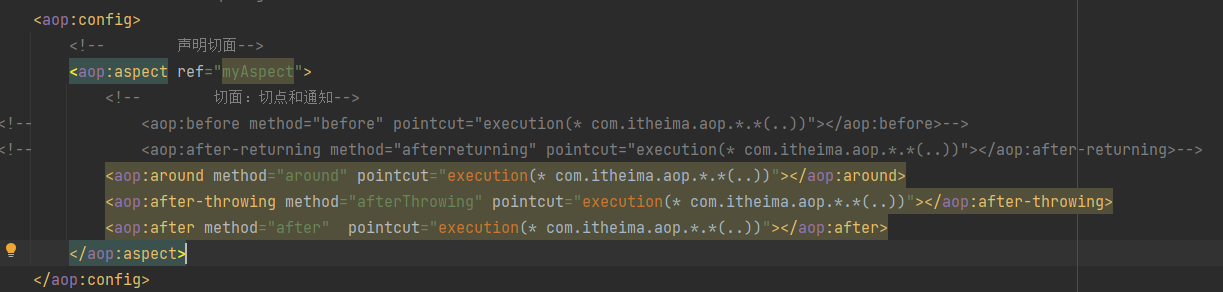 <aop:config>
<!-- 声明切面-->
<aop:aspect ref="myAspect">
<!-- 切面：切点和通知-->
<!-- <aop:before method="before" pointcut="execution(* com.itheima.aop.*.*(..))"></aop:before>-->
<!-- <aop:after-returning method="afterreturning" pointcut="execution(* com.itheima.aop.*.*(..))"></aop:after-returning>-->
<aop:around method="around" pointcut="execution(* com.itheima.aop.*.*(..))"></aop:around>
<aop:after-throwing method="afterThrowing" pointcut="execution(* com.itheima.aop.*.*(..))"></aop:after-throwing>
<aop:after method="after"  pointcut="execution(* com.itheima.aop.*.*(..))"></aop:after>
</aop:aspect>
</aop:config>